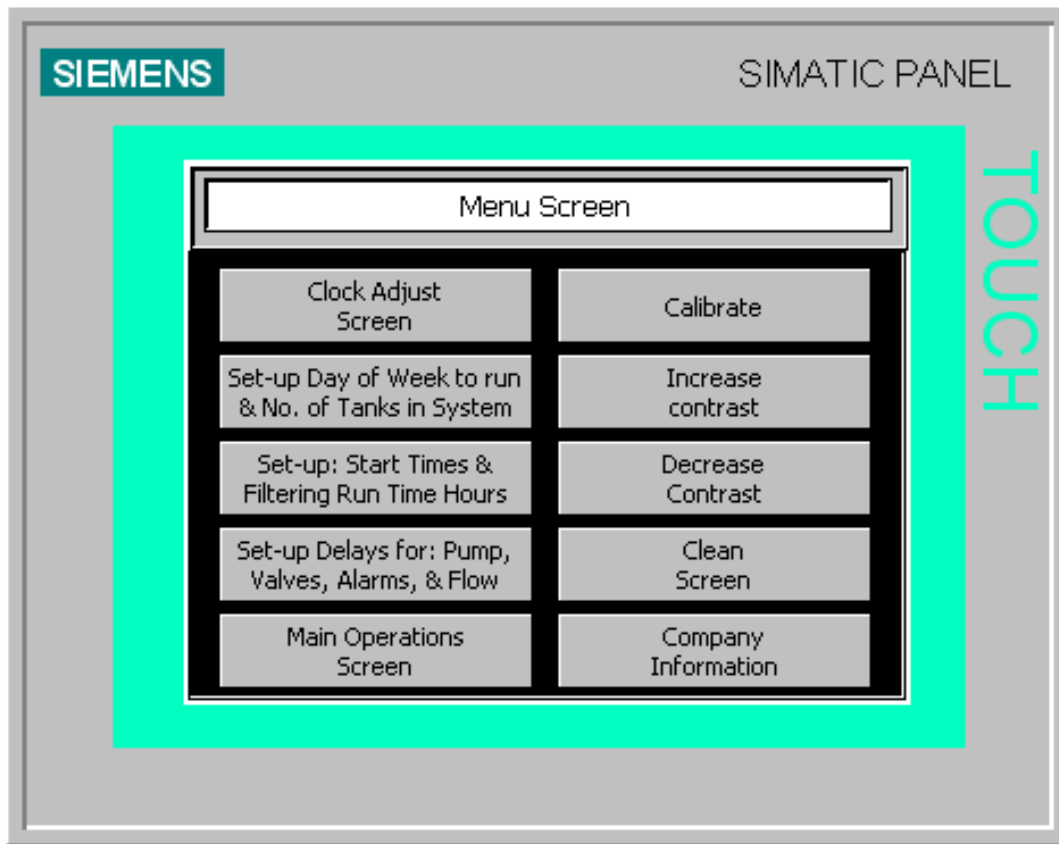 SIEMENS
SIMATIC PANEL
TOUCH
Menu Screen
Clock Adjust
Screen
Calibrate
Set-up Day of Week to run
& No. of Tanks in System
Increase
contrast
Set-up: Start Times &
Filtering Run Time Hours
Decrease
Contrast
Set-up Delays for: Pump,
Valves, Alarms, & Flow
Clean
Screen
Main Operations
Screen
Company
Information